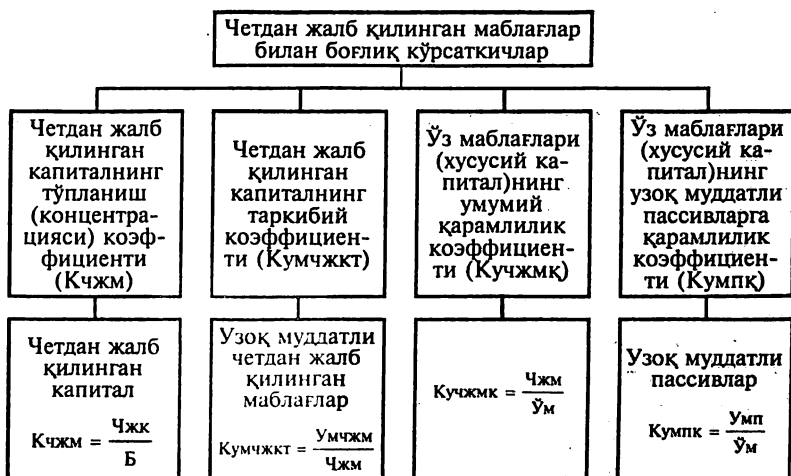 Четдан жалб қилинган маблағлар
билан боғлиқ кўрсаткичлар
Четдан жалб
қилинган
капиталнинг
тўпланиш
(концентра-
цияси) коэф-
фициенти
(Кчжм)
Четдан жалб
қилинган
капиталнинг
таркибий
коэффициен-
ти (Кумчжкт)
Ўз маблағлари
(хусусий ка-
питал)нинг
умумий
қарамлилик
коэффициен-
ти (Кучжмқ)
Ўз маблағлари
(хусусий ка-
питал)нинг
узоқ муддатли
пассивларга
қарамлилик
коэффициен-
ти (Кумпқ)
Четдан жалб
қилинган
капитал
Кчжм = Чжк
Б
Узоқ муддатли
четдан жалб
қилинган
маблағлар
Кумчжкт = Умчжм
Чжм
Кучжмк = Чжм
Ўм
Узоқ муддатли
пассивлар
Кумпк = Умп
Ўм